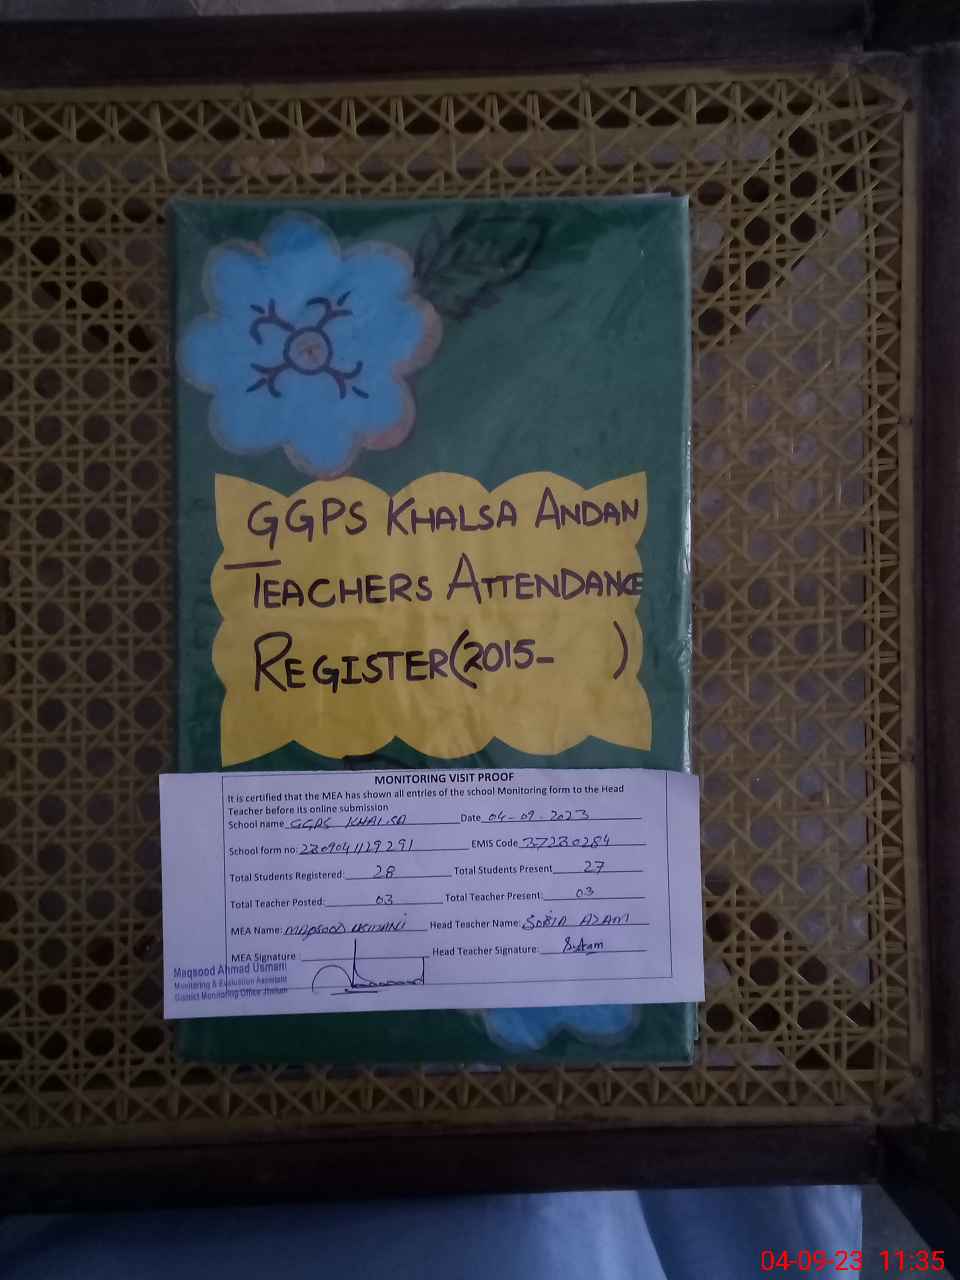 GGPS KHALSA ANDAN
TEACHERS ATTENDANCE
REGISTER(2015- )
MONITORING VISIT PROOF
It is certified that the MEA has shown all entries of the school Monitoring form to the Head
Teacher before its online submission
School name GGPS KHALSA Date 04-09-2023
School form no: 2309041129291 EMIS Code 37230284
Total Students Registered: 28 Total Students Present 27
Total Teacher Posted: 03 Total Teacher Present: 03
MEA Name: MAQSOOD USMANI Head Teacher Name: SOBIA AZAM
MEA Signature Head Teacher Signature:
Maqsood Ahmad Usmani
Monitoring & Evaluation Assistant
District Monitoring Office Jhelum
04-09-23 11:35